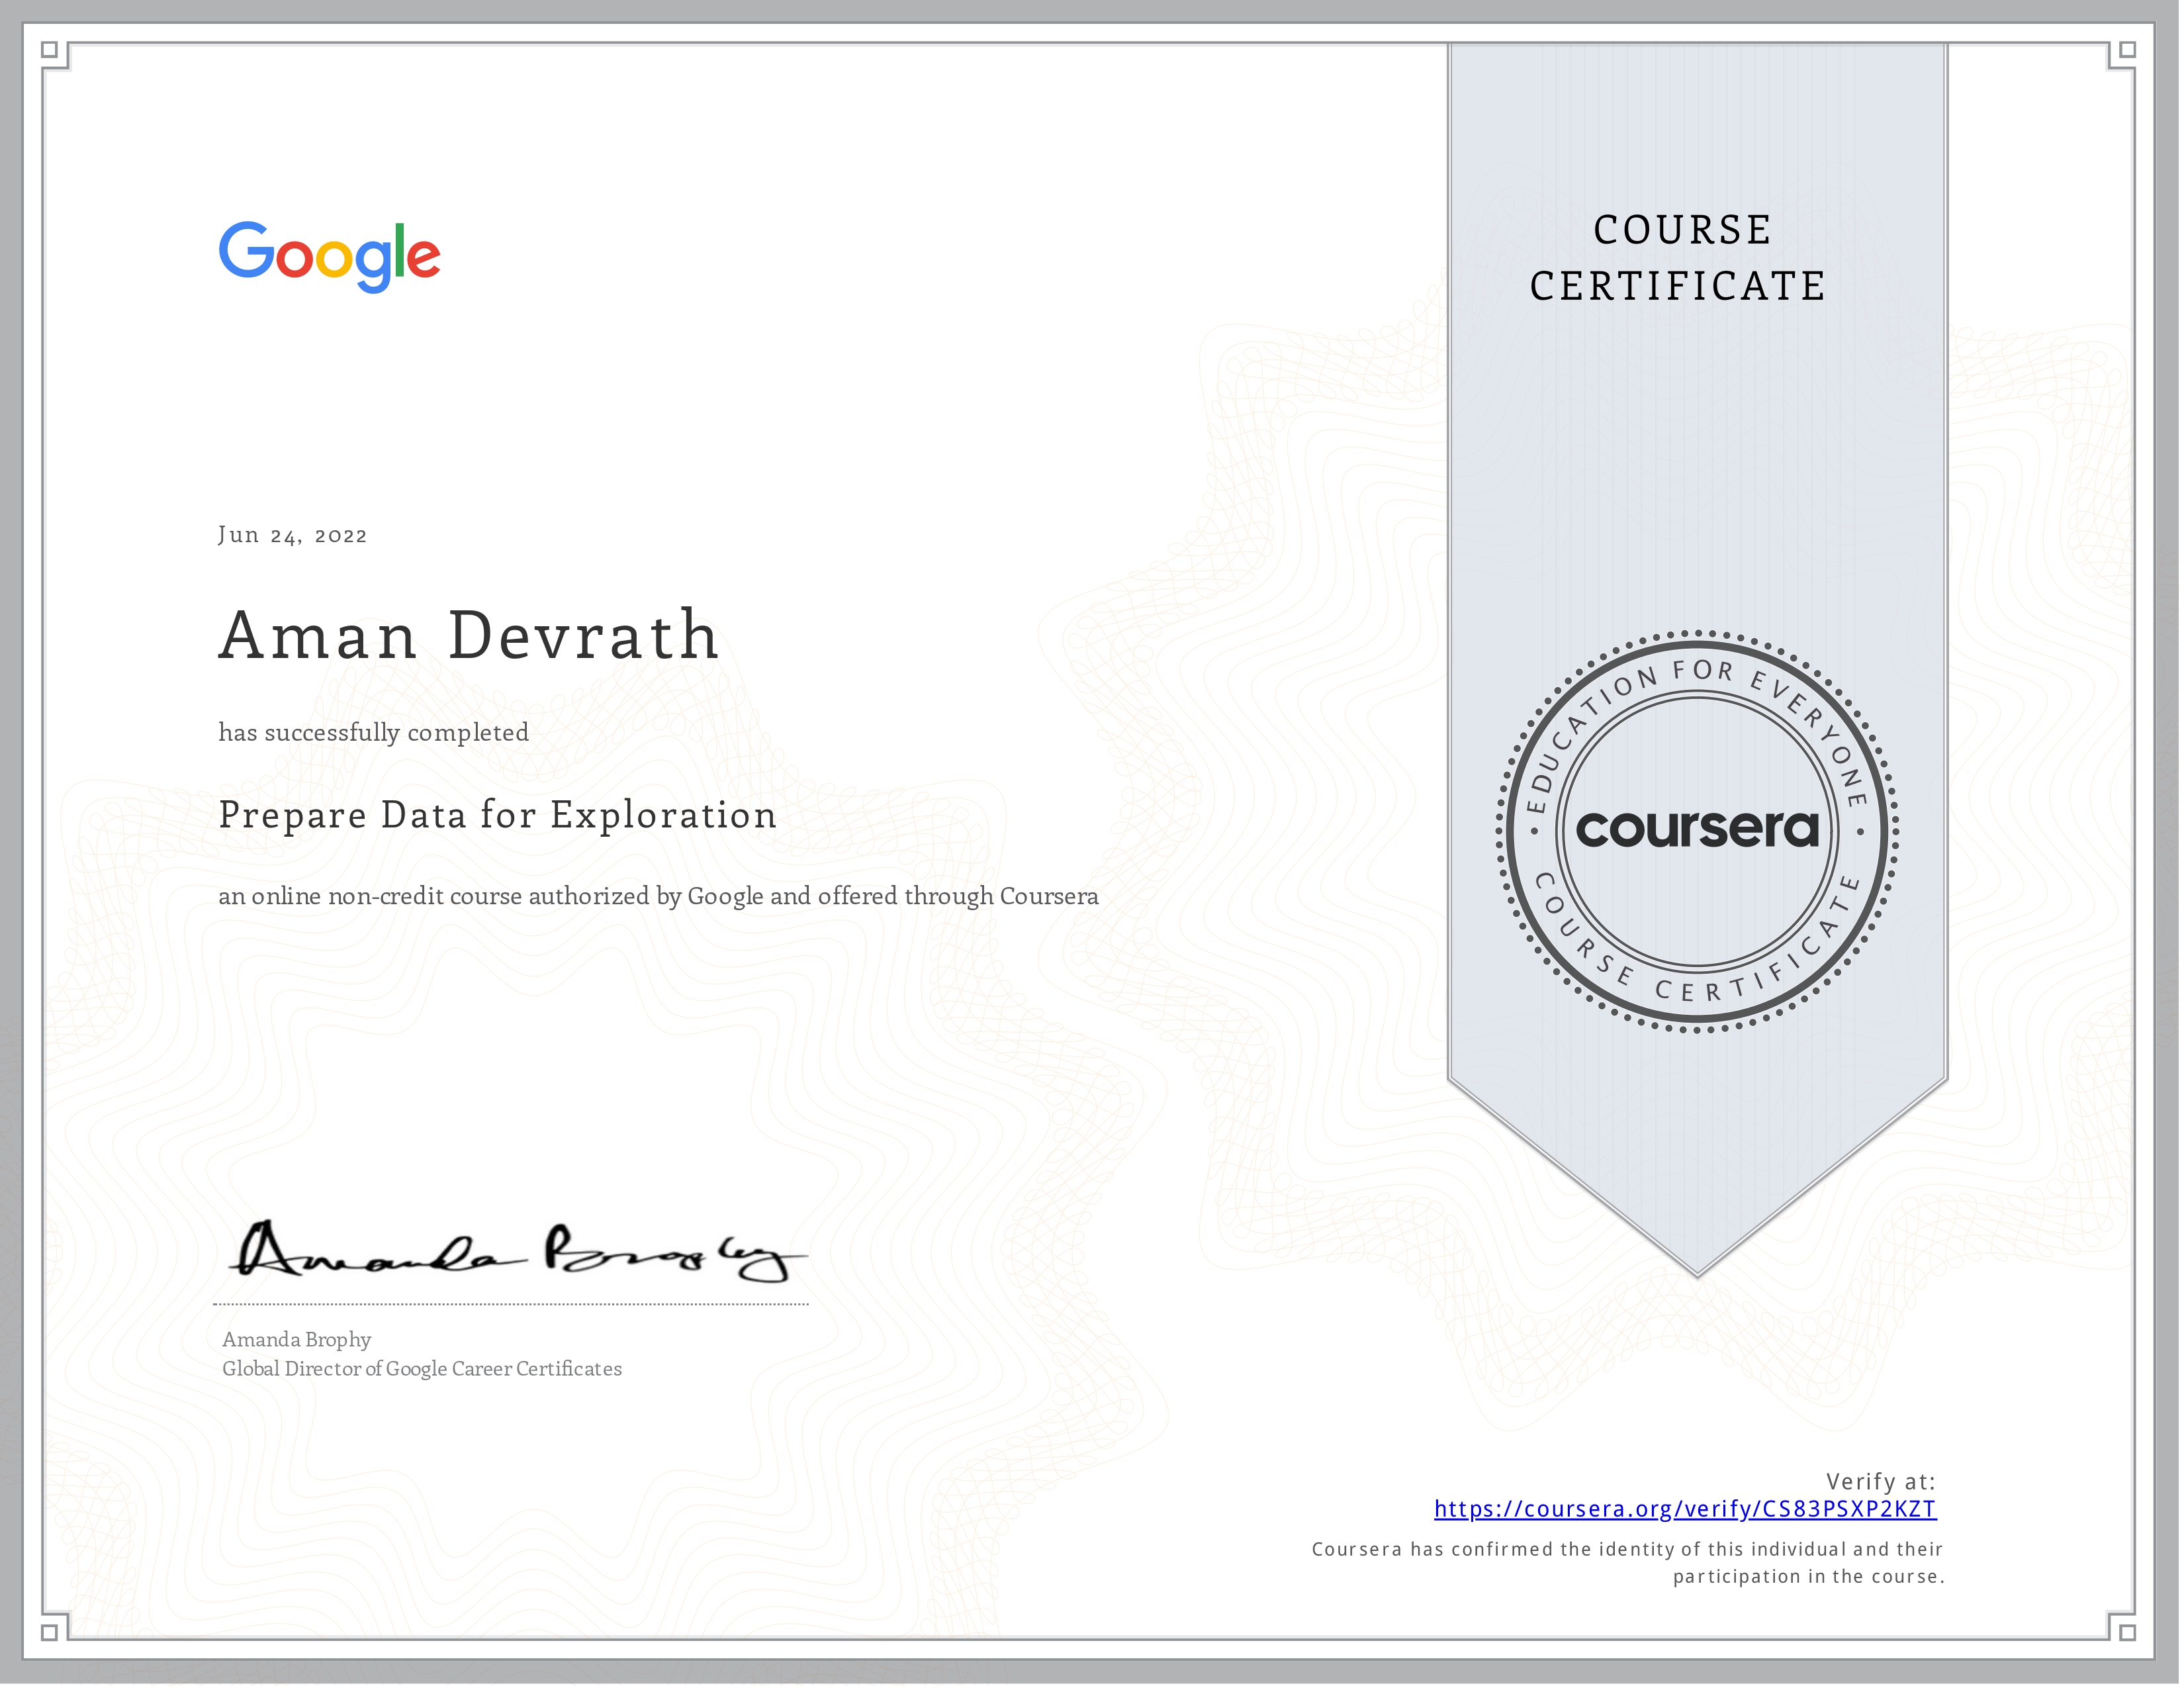 Google
COURSE
CERTIFICATE
Jun 24, 2022
Aman Devrath
has successfully completed
Prepare Data for Exploration
an online non-credit course authorized by Google and offered through Coursera
EDUCATION FOR EVERYONE
coursera
COURSE CERTIFICATE
Amanda Brophy
Amanda Brophy
Global Director of Google Career Certificates
Verify at:
https://coursera.org/verify/CS83PSXP2KZT
Coursera has confirmed the identity of this individual and their
participation in the course.